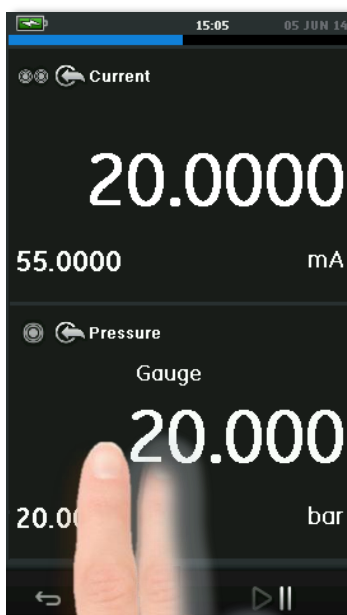 15:05 05 JUN 14
Current
20.0000
55.0000 mA
Pressure
Gauge
20.000
bar